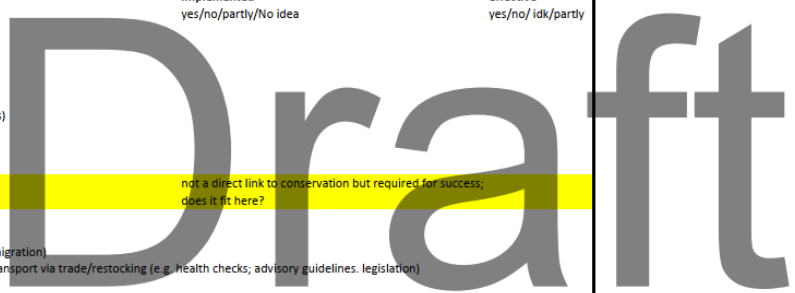 yes/no/partly/No idea yes/no/ idk/partly
s)
not a direct link to conservation but required for success;
does it fit here?
igration)
ansport via trade/restocking (e.g. health checks; advisory guidelines. legislation)
Draft